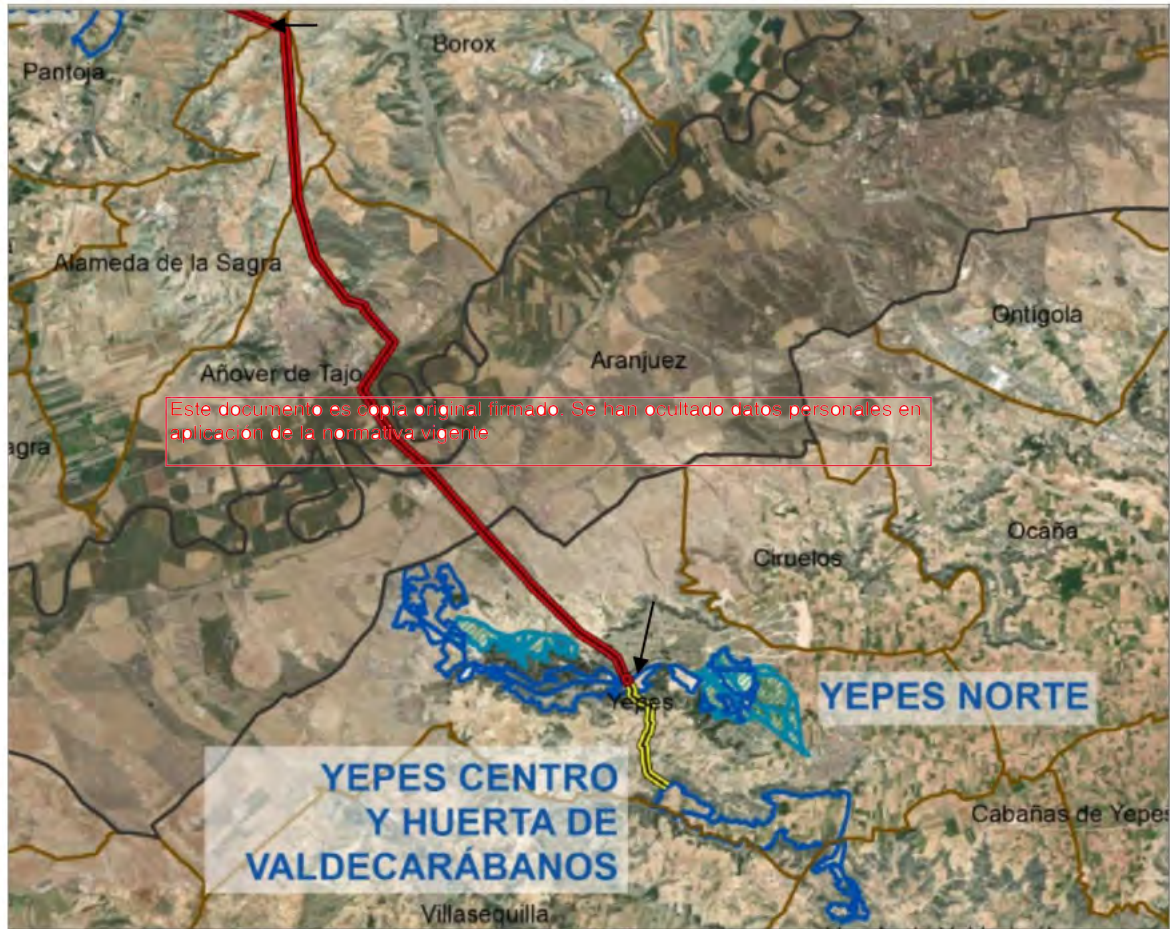 Borox
Pantoja
Alameda de la Sagra
Ontígola
Aranjuez
Añover de Tajo
Este documento es copia original firmado. Se han ocultado datos personales en
aplicación de la normativa vigente
agra
Ocaña
Ciruelos
YEPES NORTE
Yepes
YEPES CENTRO
Y HUERTA DE
VALDECARÁBANOS
Cabañas de Yepes
Villasequilla